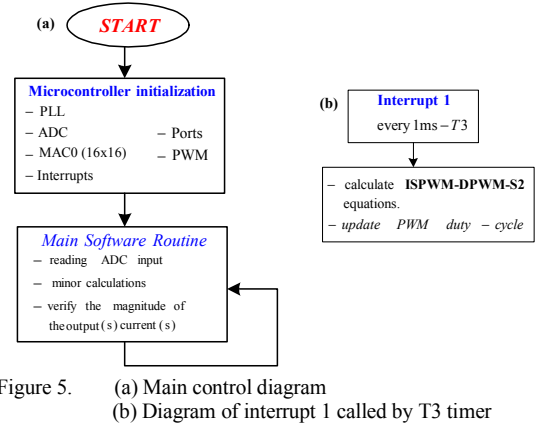 (a)
START
Microcontroller initialization
– PLL
– ADC
– Ports
– MAC0 (16x16)
– PWM
– Interrupts
Main Software Routine
– reading ADC input
– minor calculations
– verify the magnitude of
the output(s) current(s)
(b)
Interrupt 1
every 1ms – T3
– calculate ISPWM-DPWM-S2
equations.
– update PWM duty – cycle
Figure 5. (a) Main control diagram
(b) Diagram of interrupt 1 called by T3 timer